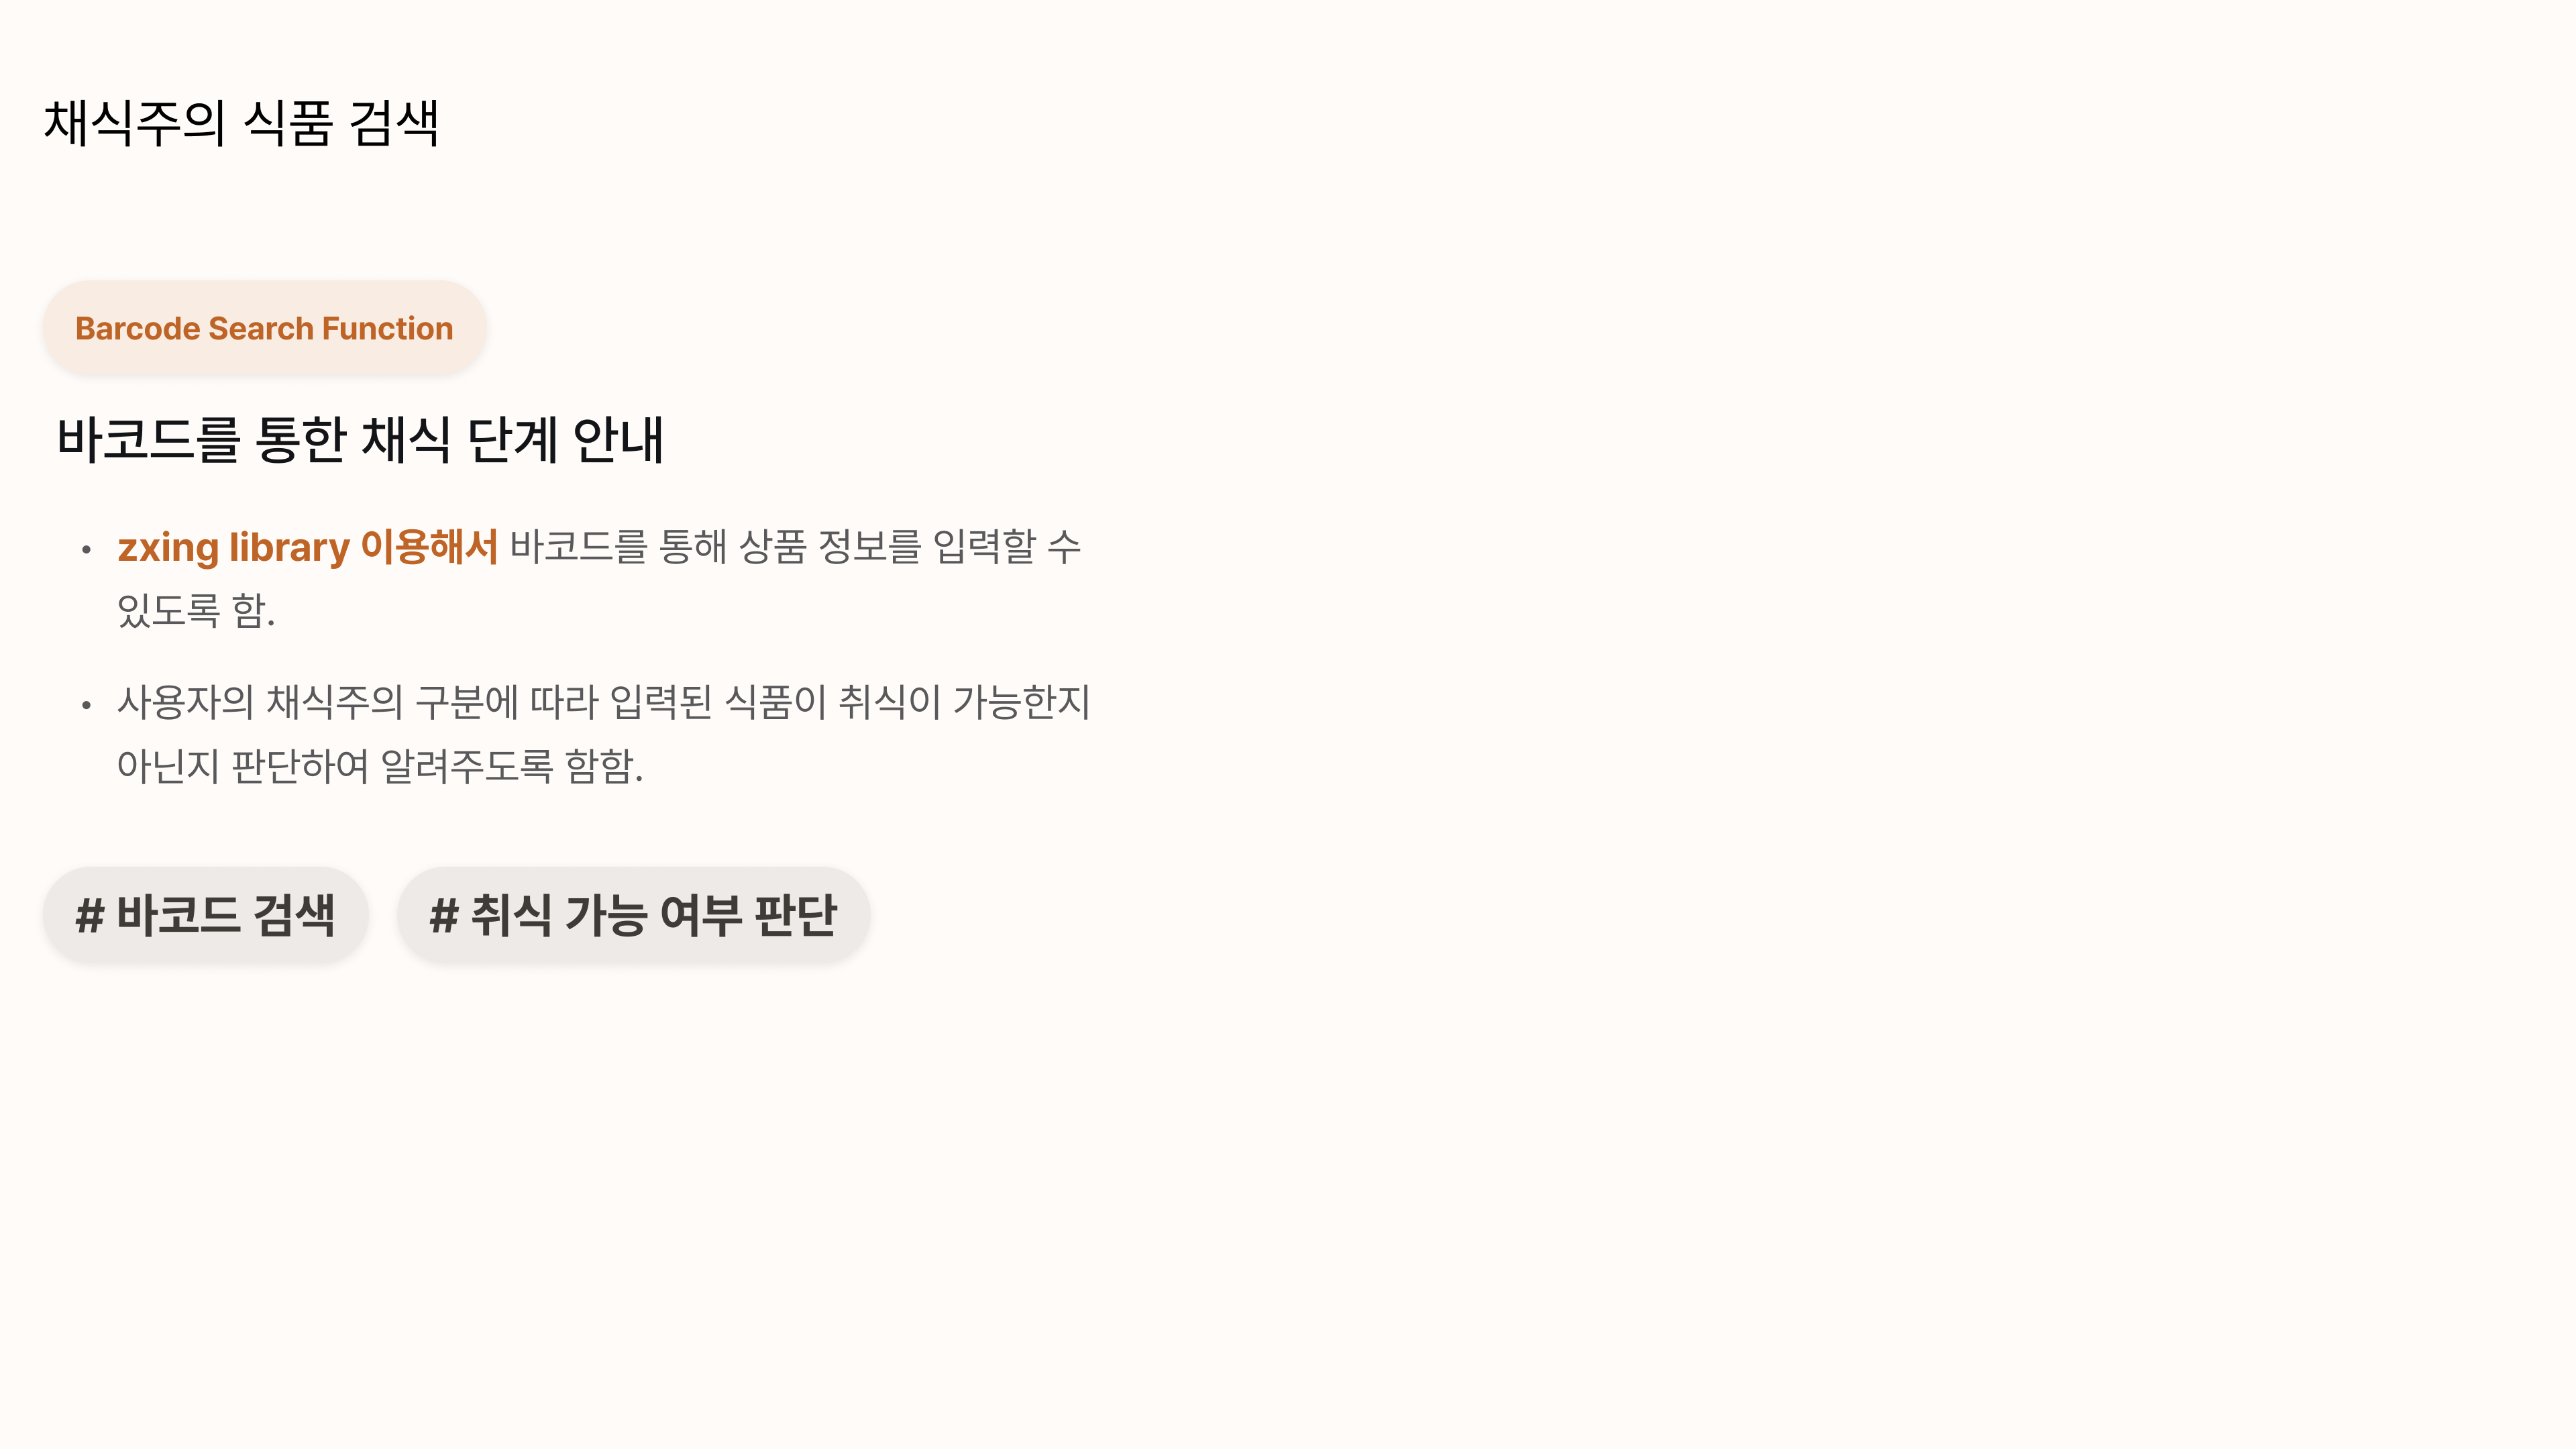 채식주의 식품 검색
Barcode Search Function
바코드를 통한 채식 단계 안내
• zxing library 이용해서 바코드를 통해 상품 정보를 입력할 수
있도록 함.
• 사용자의 채식주의 구분에 따라 입력된 식품이 취식이 가능한지
아닌지 판단하여 알려주도록 함함.
# 바코드 검색
# 취식 가능 여부 판단